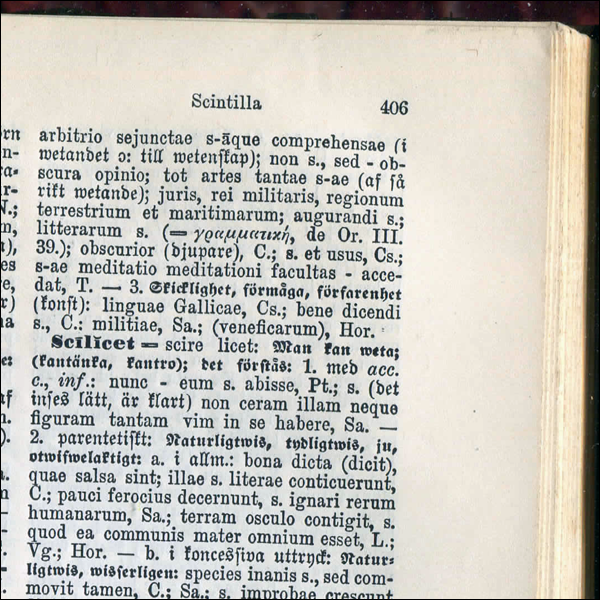 Scintilla 406
arbitrio sejunctae s-āque comprehensae (i
wetandet ɔ: till wetenskap); non s., sed - ob-
scura opinio; tot artes tantae s-ae (af så
rikt wetande); juris, rei militaris, regionum
terrestrium et maritimarum; augurandi s.;
litterarum s. (= γραμματική, de Or. III.
39.); obscurior (djupare), C.; s. et usus, Cs.;
s-ae meditatio meditationi facultas - acce-
dat, T. — 3. Skicklighet, förmåga, förfarenhet
(konst): linguae Gallicae, Cs.; bene dicendi
s., C.: militiae, Sa.; (veneficarum), Hor.
Scīlĭcet = scire licet: Man kan weta;
(kantänka, kantro); det förstås: 1. med acc.
c., inf.: nunc - eum s. abisse, Pt.; s. (det
inses lätt, är klart) non ceram illam neque
figuram tantam vim in se habere, Sa. —
2. parentetiskt: Naturligtwis, tydligtwis, ju,
otwifwelaktigt: a. i allm.: bona dicta (dicit),
quae salsa sint; illae s. literae conticuerunt,
C.; pauci ferocius decernunt, s. ignari rerum
humanarum, Sa.; terram osculo contigit, s.
quod ea communis mater omnium esset, L.;
Vg.; Hor. — b. i koncessiva uttryck: Natur-
ligtwis, wisserligen: species inanis s., sed com-
movit tamen, C.; Sa.; s. improbae crescunt